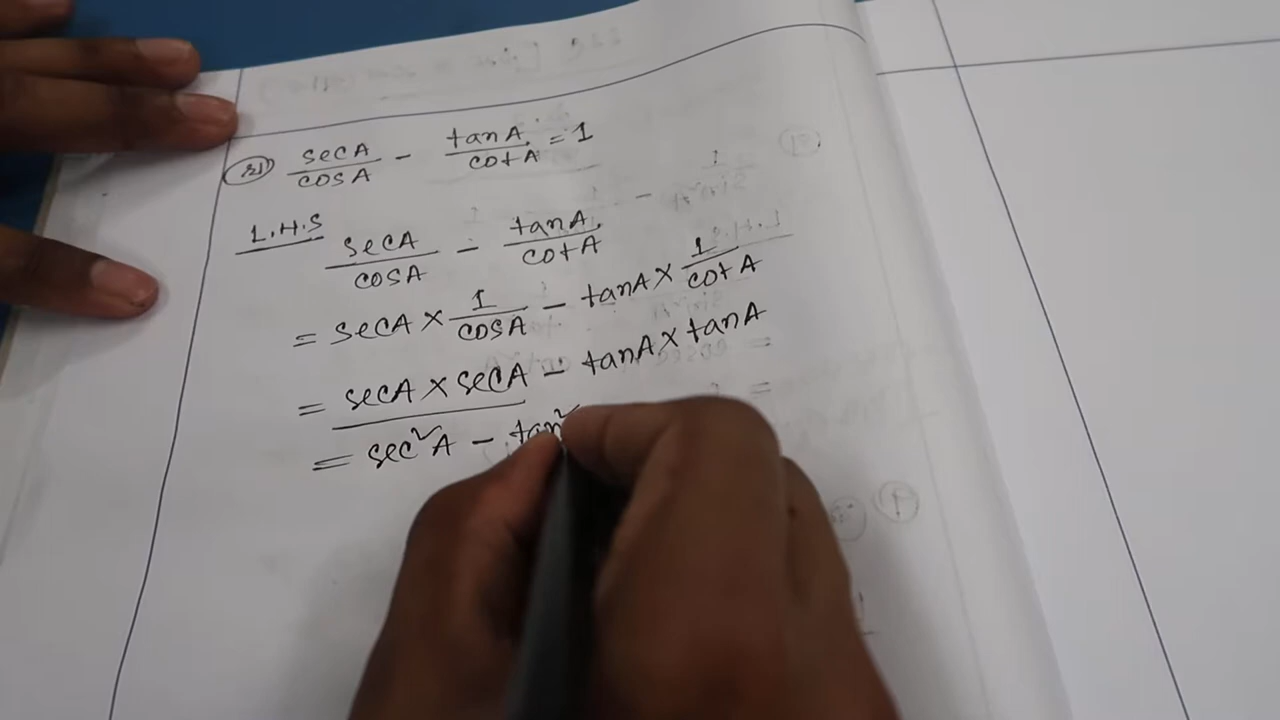 secA/cosA - tanA/cotA = 1
L.H.S
secA/cosA - tanA/cotA
= secA × 1/cosA - tanA × 1/cotA
= secA × secA - tanA × tanA
= sec²A - tan²